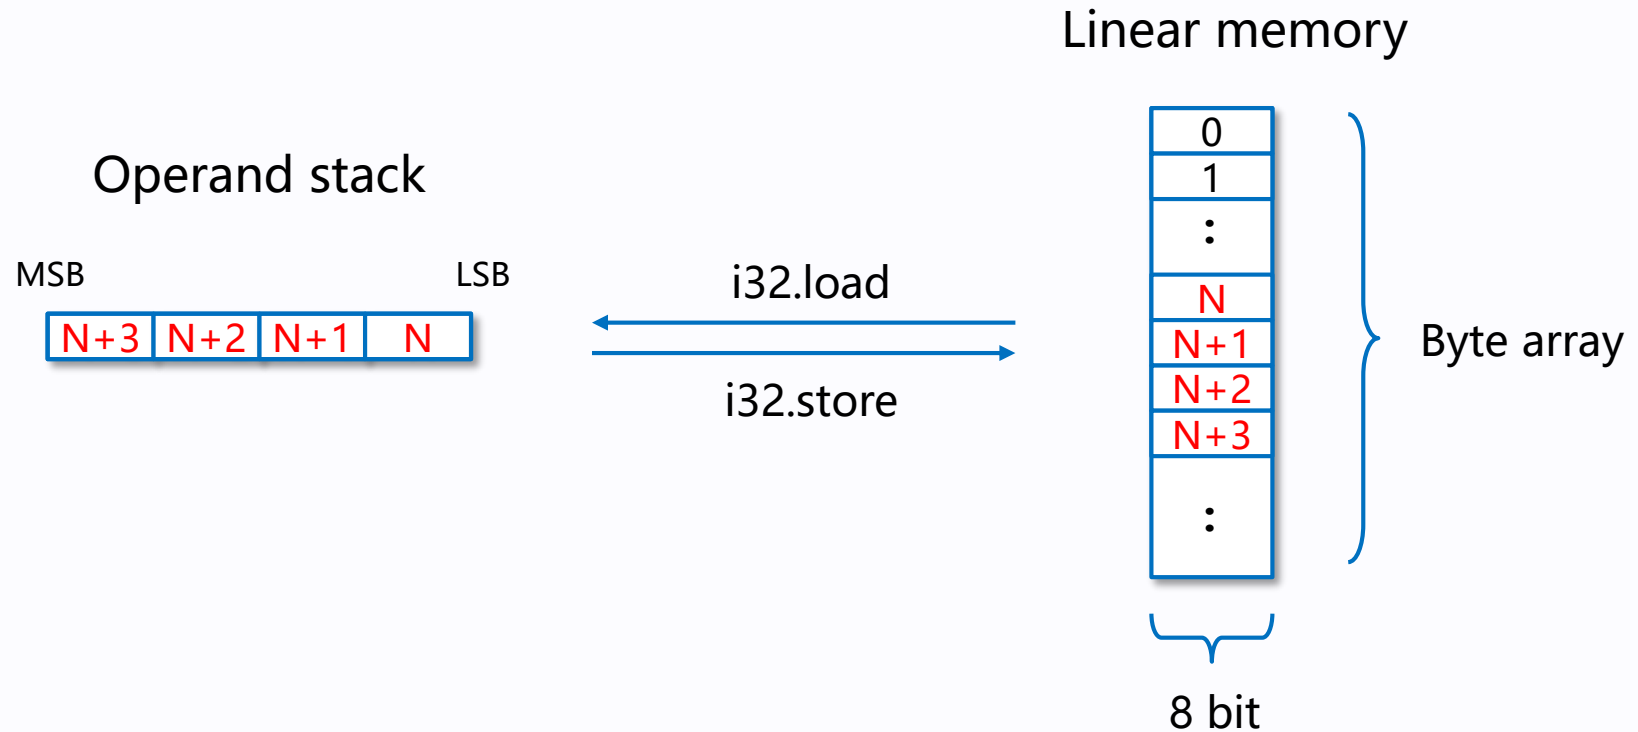 Linear memory
Operand stack
MSB
LSB
N+3 N+2 N+1 N
i32.load
i32.store
0
1
:
N
N+1
N+2
N+3
:
Byte array
8 bit